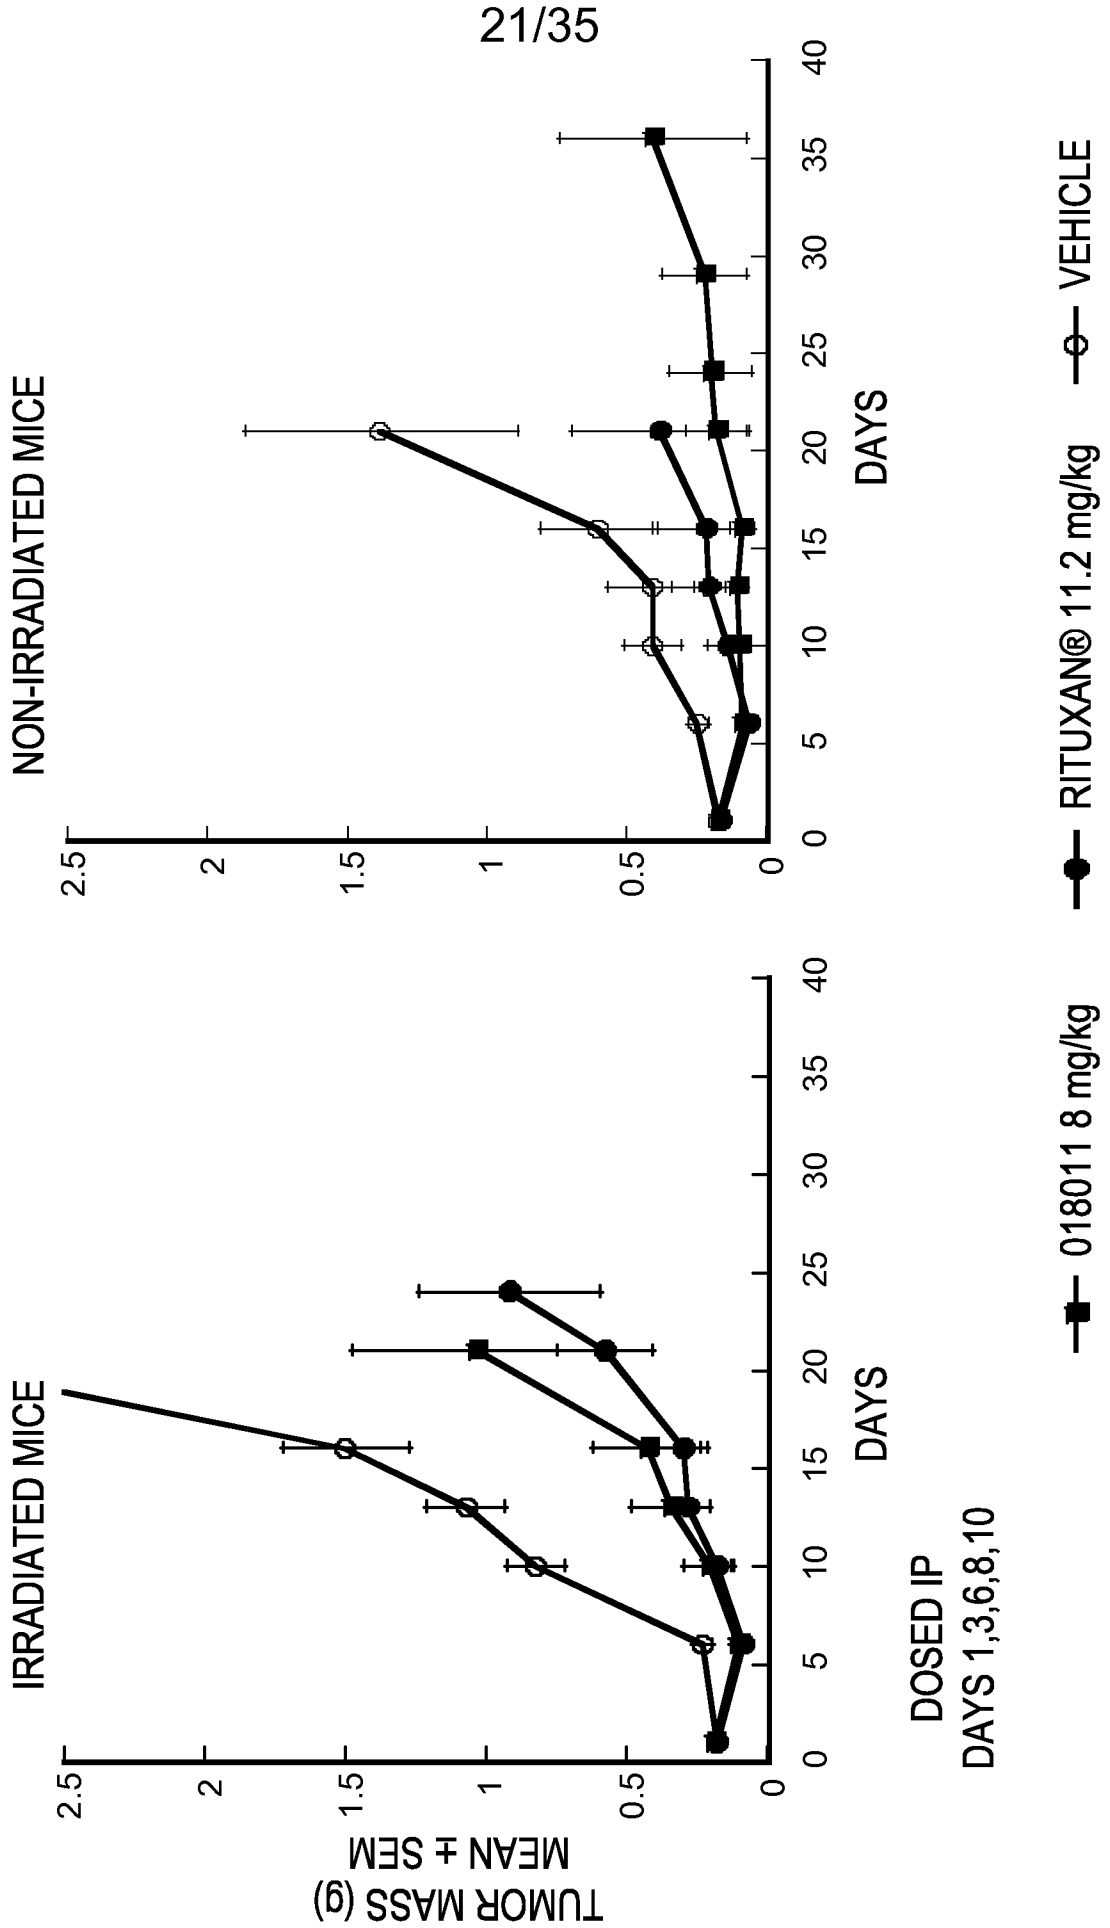 21/35
IRRADIATED MICE
TUMOR MASS (g)
MEAN ± SEM
2.5
2
1.5
1
0.5
0
0 5 10 15 20 25 30 35 40
DAYS
DOSED IP
DAYS 1,3,6,8,10
NON-IRRADIATED MICE
2.5
2
1.5
1
0.5
0
0 5 10 15 20 25 30 35 40
DAYS
018011 8 mg/kg RITUXAN® 11.2 mg/kg VEHICLE